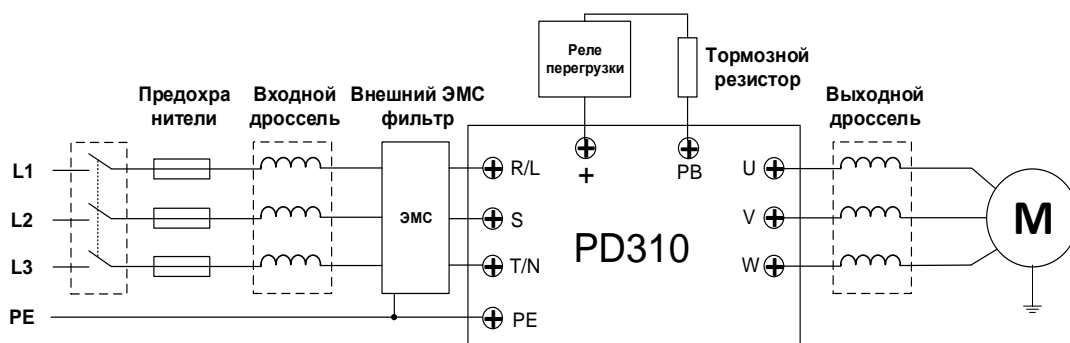 Реле
перегрузки
Тормозной
резистор
Предохра
нители
Входной
дроссель
Внешний ЭМС
фильтр
Выходной
дроссель
L1
L2
L3
PE
ЭМС
R/L
S
T/N
PE
+
PB
U
V
W
PD310
M